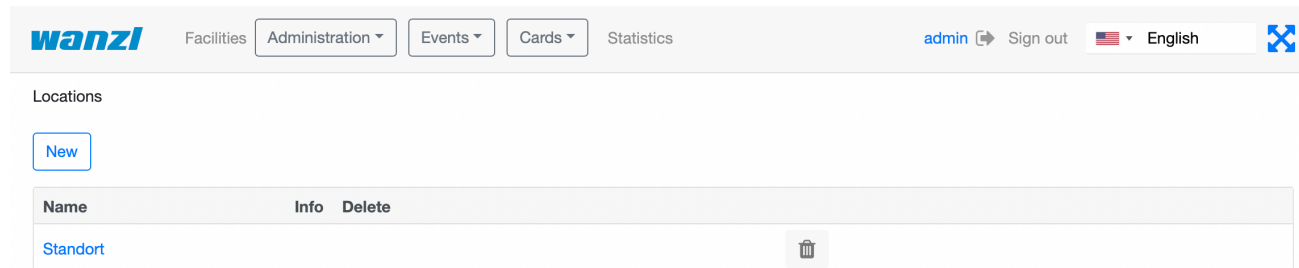 wanzl Facilities Administration Events Cards Statistics admin Sign out English
Locations
New
Name Info Delete
Standort